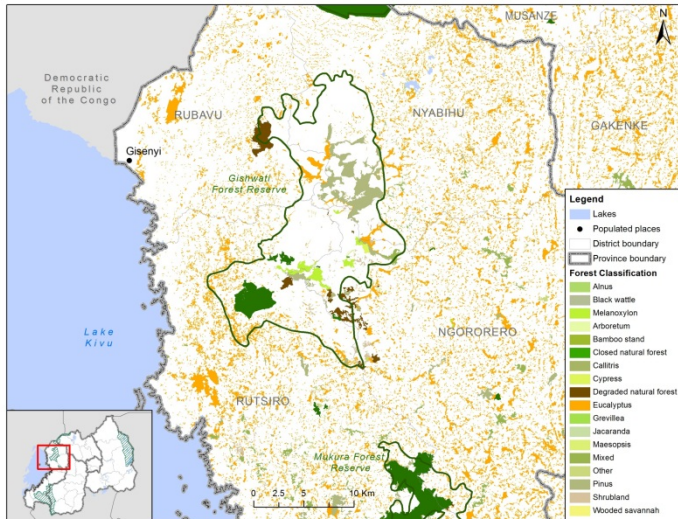 MUSANZE
N
Democratic
Republic
of the Congo
RUBAVU
NYABIHU
GAKENKE
Gisenyi
Gishwati
Forest Reserve
Lake
Kivu
NGORORERO
RUTSIRO
Mukura Forest
Reserve
0 2.5 5 10 Km
Legend
Lakes
Populated places
District boundary
Province boundary
Forest Classification
Alnus
Black wattle
Melanoxylon
Arboretum
Bamboo stand
Closed natural forest
Callitris
Cypress
Degraded natural forest
Eucalyptus
Grevillea
Jacaranda
Maesopsis
Mixed
Other
Pinus
Shrubland
Wooded savannah